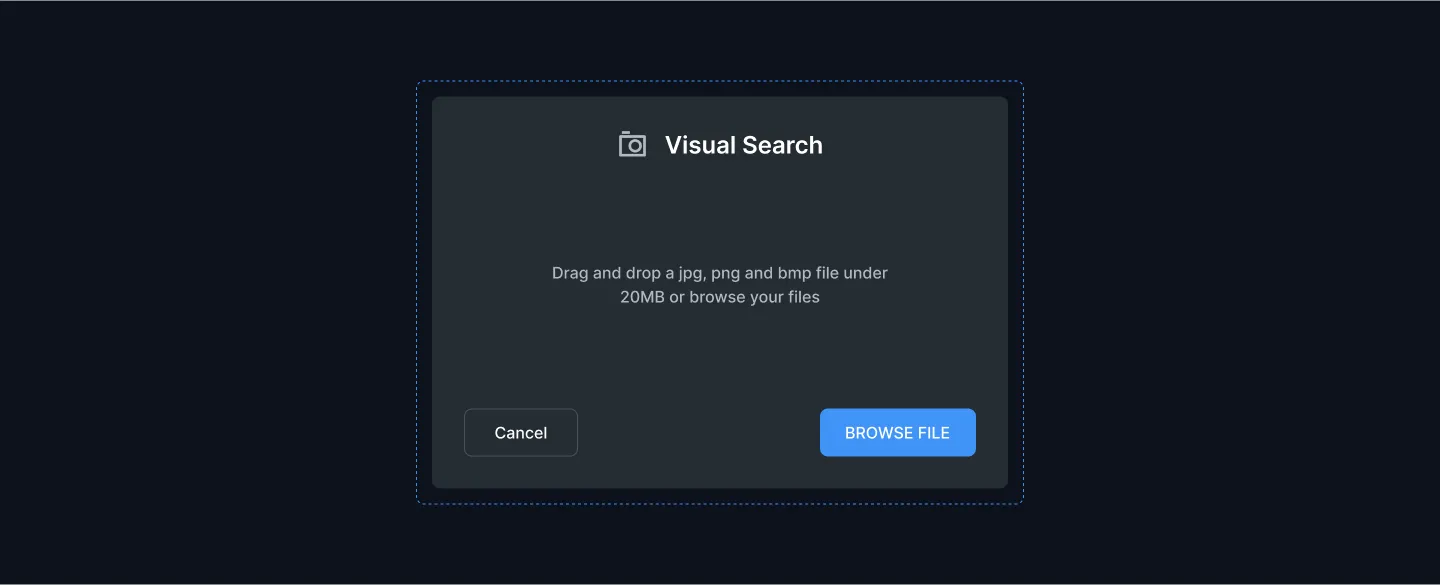 Visual Search
Drag and drop a jpg, png and bmp file under
20MB or browse your files
Cancel
BROWSE FILE